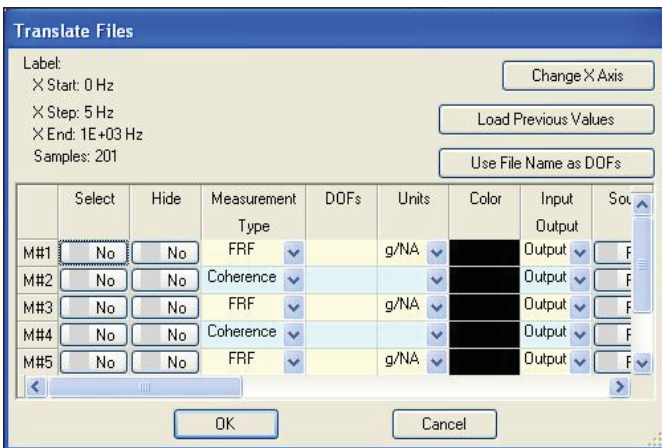 Translate Files
Label:
X Start: 0 Hz
X Step: 5 Hz
X End: 1E+03 Hz
Samples: 201
Change X Axis
Load Previous Values
Use File Name as DOFs
Select Hide Measurement Type DOFs Units Color Input Output Sou
M#1 No No FRF g/NA Output F
M#2 No No Coherence Output F
M#3 No No FRF g/NA Output F
M#4 No No Coherence Output F
M#5 No No FRF g/NA Output F
OK Cancel